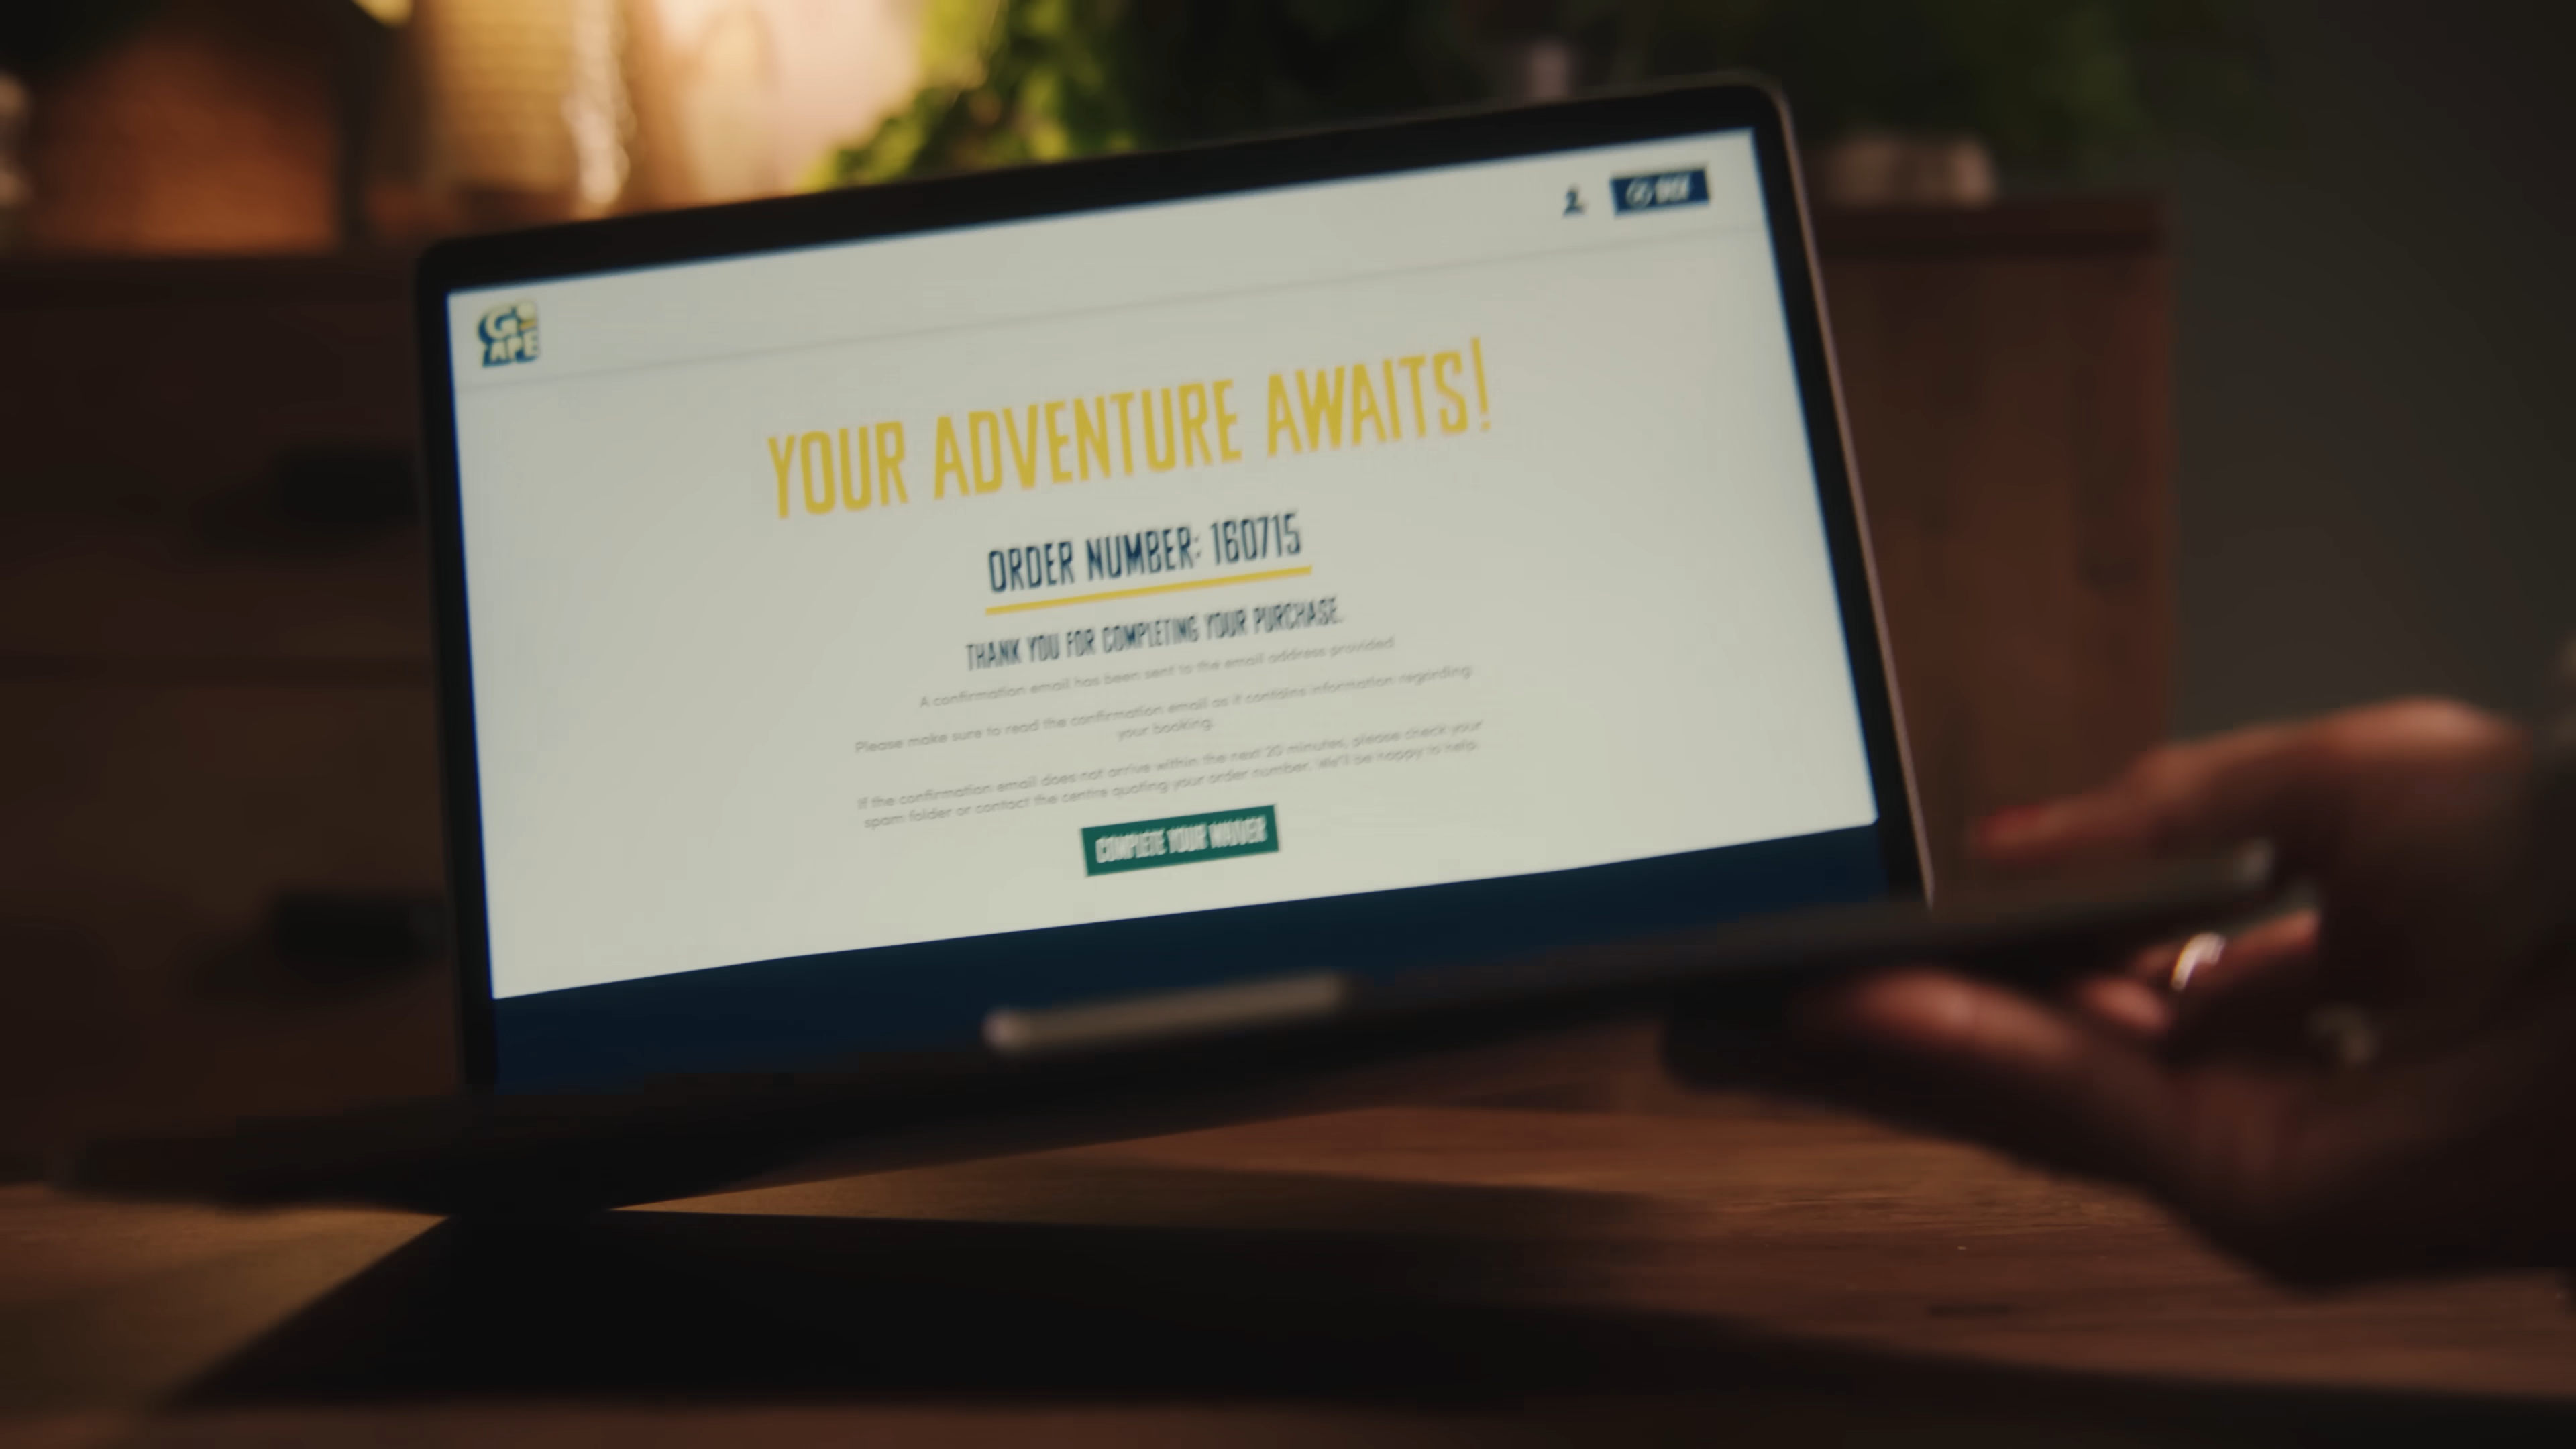 GO
APE
YOUR ADVENTURE AWAITS!
ORDER NUMBER: 160715
THANK YOU FOR COMPLETING YOUR PURCHASE.
A confirmation email has been sent to the email address provided.
Please make sure to read the confirmation email as it contains information regarding
your booking.
If the confirmation email does not arrive within the next 20 minutes, please check your
spam folder or contact the centre quoting your order number. We'll be happy to help.
COMPLETE YOUR WAIVER